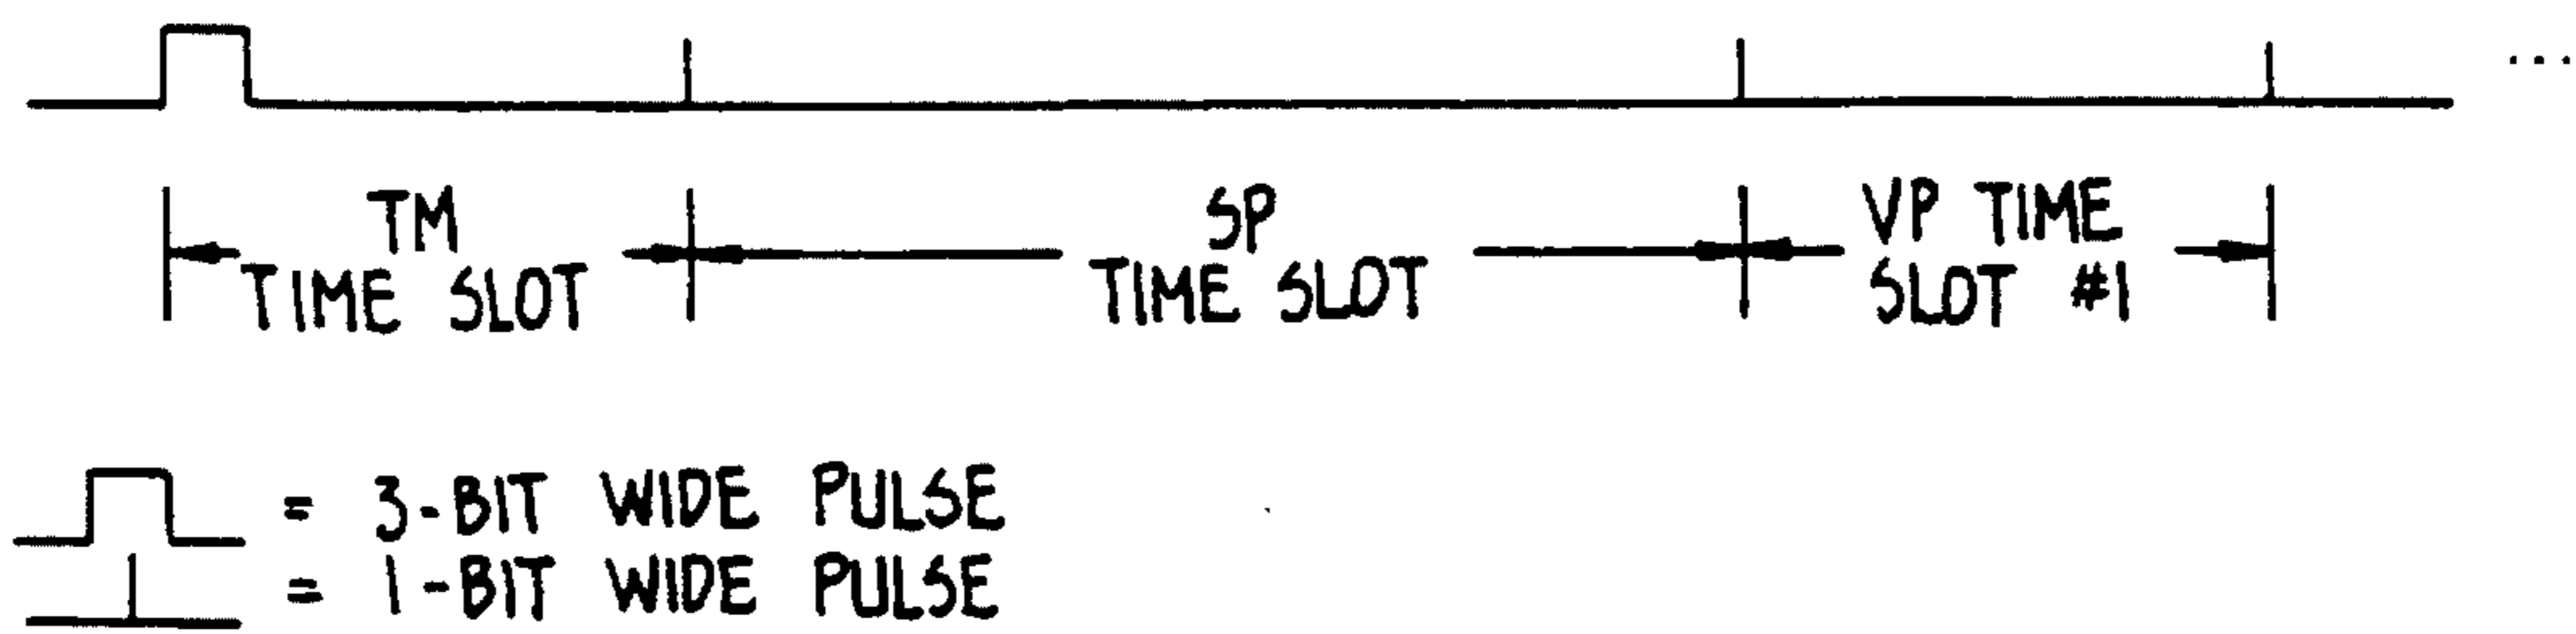 ...
TM
TIME SLOT
SP
TIME SLOT
VP TIME
SLOT #1
= 3-BIT WIDE PULSE
= 1-BIT WIDE PULSE